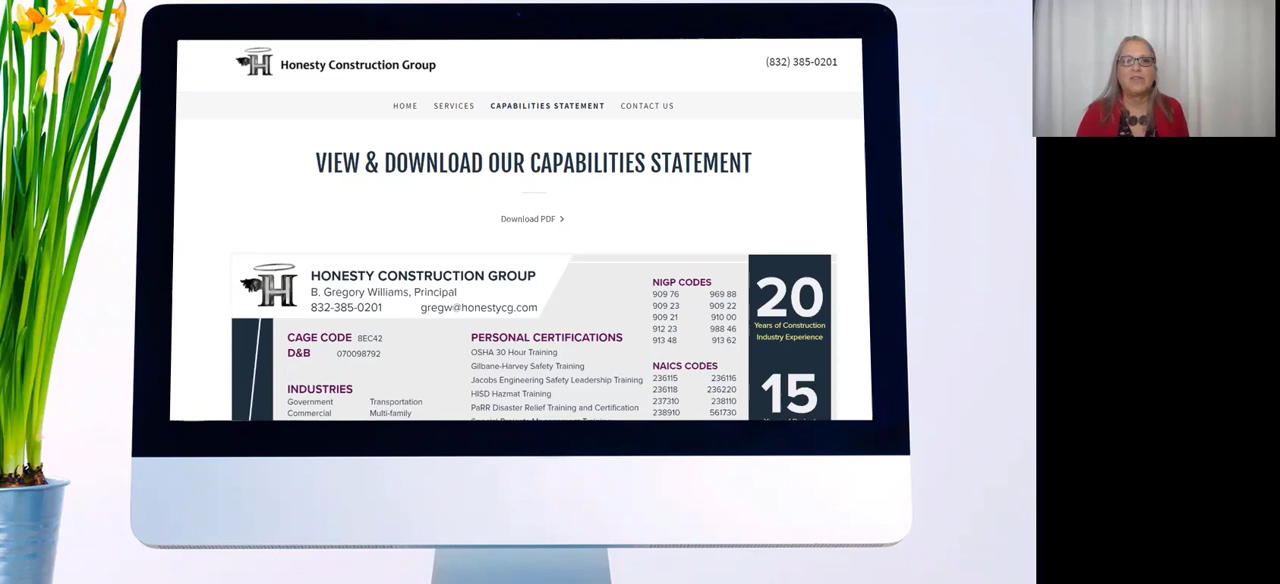 H Honesty Construction Group
(832) 385-0201
HOME SERVICES CAPABILITIES STATEMENT CONTACT US
VIEW & DOWNLOAD OUR CAPABILITIES STATEMENT
Download PDF >
H HONESTY CONSTRUCTION GROUP
B. Gregory Williams, Principal
832-385-0201 gregw@honestycg.com
CAGE CODE 8EC42
D&B 070098792
INDUSTRIES
Government Transportation
Commercial Multi-family
PERSONAL CERTIFICATIONS
OSHA 30 Hour Training
Gilbane-Harvey Safety Training
Jacobs Engineering Safety Leadership Training
HISD Hazmat Training
PaRR Disaster Relief Training and Certification
NIGP CODES
909 76 969 88
909 23 909 22
909 21 910 00
912 23 988 46
913 48 913 62
NAICS CODES
236115 236116
236118 236220
237310 238110
238910 561730
20
Years of Construction
Industry Experience
15